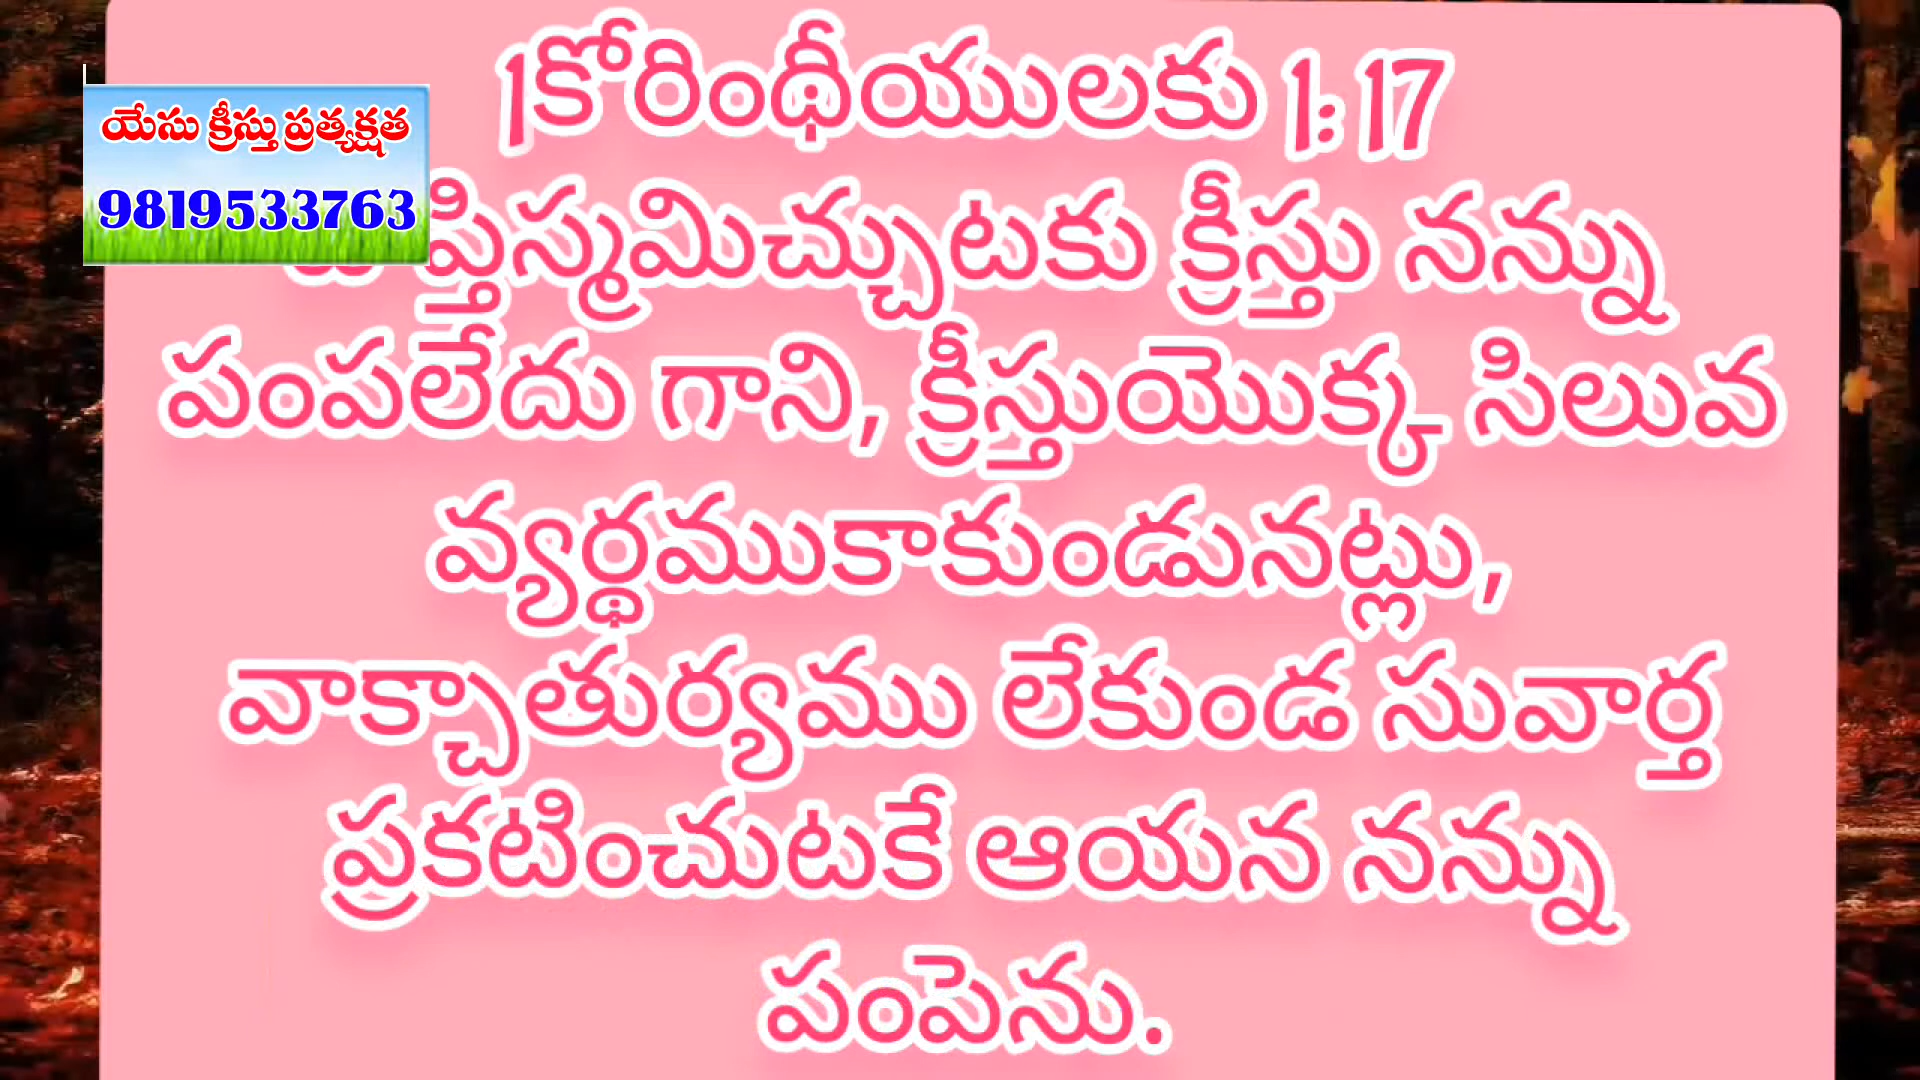 1కోరింథీయులకు 1: 17
యేసు క్రీస్తు ప్రత్యక్షత
9819533763
ప్తిస్మమిచ్చుటకు క్రీస్తు నన్ను
పంపలేదు గాని, క్రీస్తుయొక్క సిలువ
వ్యర్థముకాకుండునట్లు,
వాక్చాతుర్యము లేకుండ సువార్త
ప్రకటించుటకే ఆయన నన్ను
పంపెను.